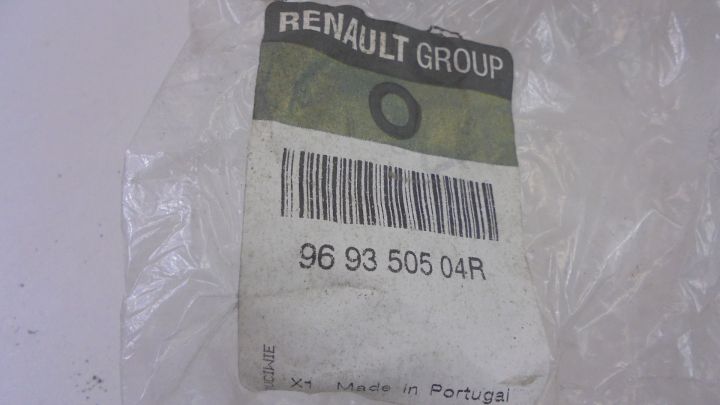 RENAULT GROUP
96 93 505 04R
X1 Made in Portugal